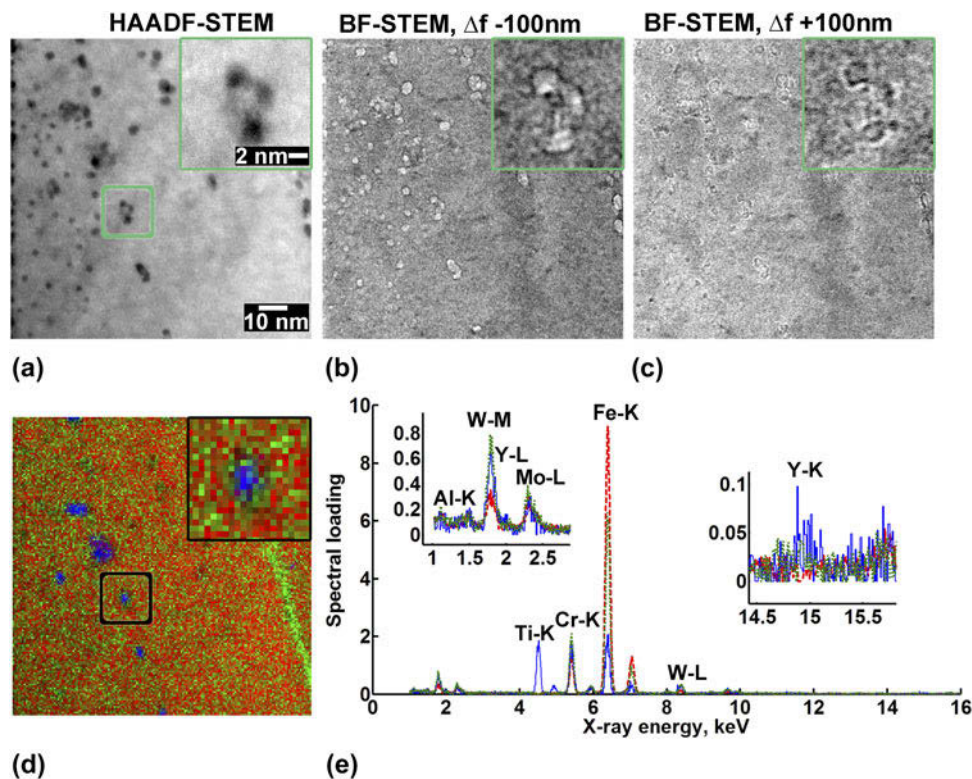 HAADF-STEM
BF-STEM, Δf -100nm
BF-STEM, Δf +100nm
2 nm
10 nm
(a)
(b)
(c)
(d)
Spectral loading
10
8
6
4
2
0
0
2
4
6
8
10
12
14
16
X-ray energy, keV
Ti-K
Cr-K
Fe-K
W-L
0.8
0.6
0.4
0.2
0
1
1.5
2
2.5
Al-K
W-M
Y-L
Mo-L
0.1
0.05
0
14.5
15
15.5
Y-K
(e)